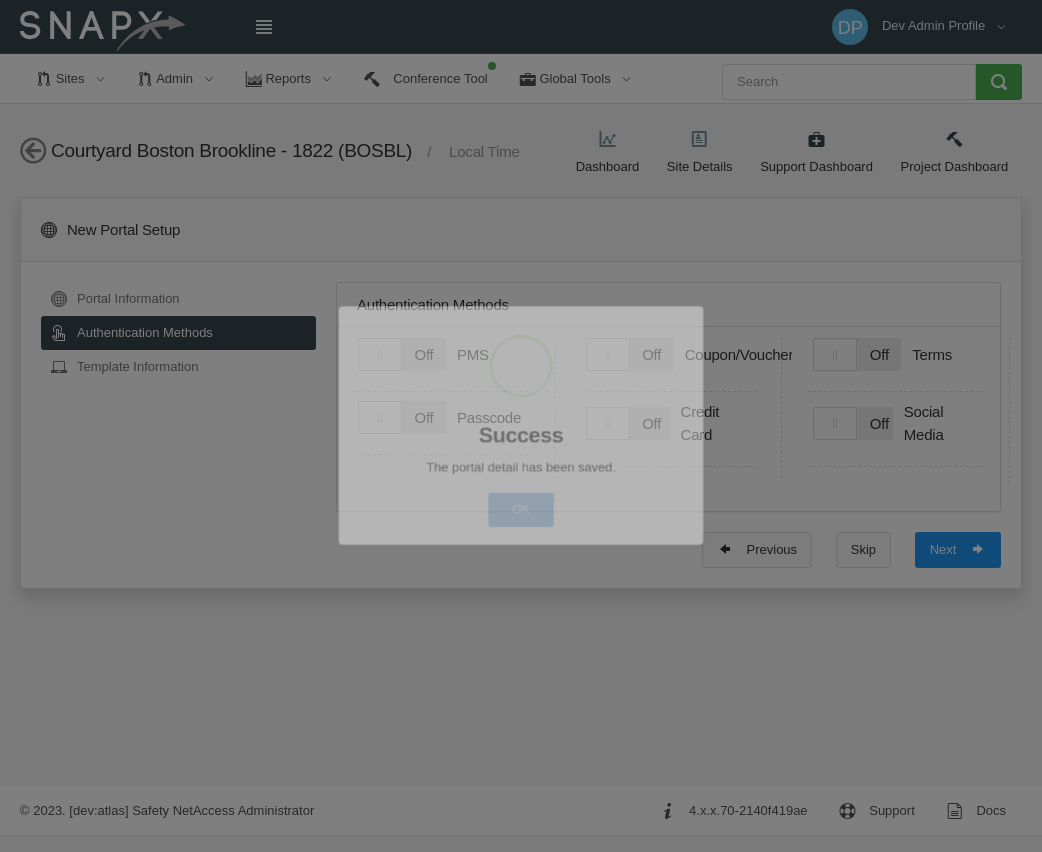 SNAPX
DP
Dev Admin Profile
Sites
Admin
Reports
Conference Tool
Global Tools
Search
Courtyard Boston Brookline - 1822 (BOSBL)
/
Local Time
Dashboard
Site Details
Support Dashboard
Project Dashboard
New Portal Setup
Portal Information
Authentication Methods
Template Information
Authentication Methods
Off
PMS
Off
Coupon/Voucher
Off
Terms
Off
Passcode
Off
Credit
Card
Off
Social
Media
Success
The portal detail has been saved.
OK
Previous
Skip
Next
© 2023. [dev:atlas] Safety NetAccess Administrator
4.x.x.70-2140f419ae
Support
Docs